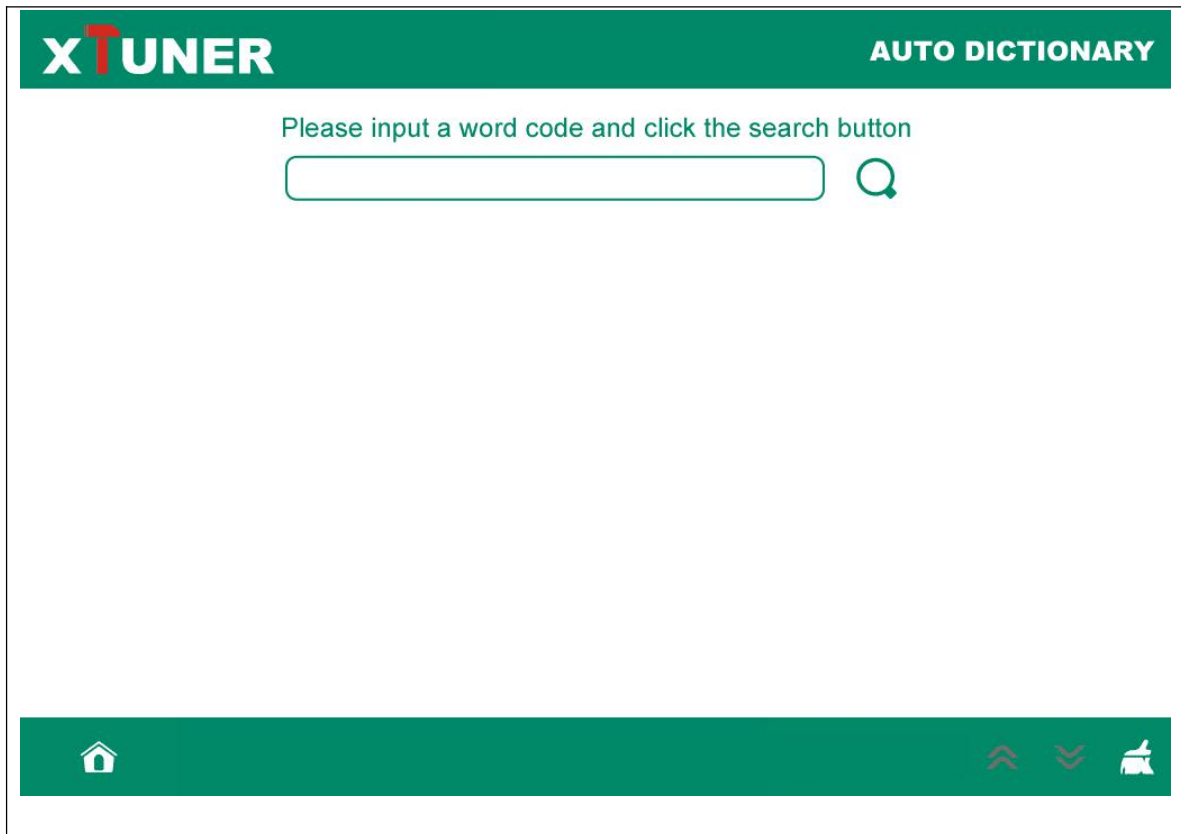 XTUNER
AUTO DICTIONARY
Please input a word code and click the search button